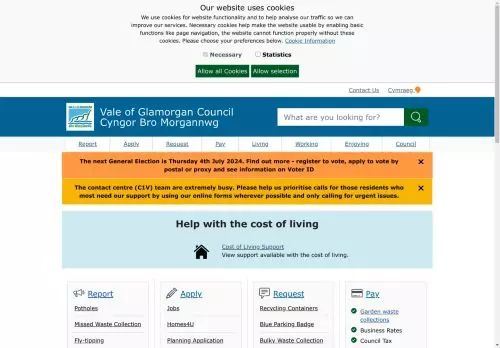 Our website uses cookies
We use cookies for website functionality and to help analyse our traffic so we can
improve our services. Necessary cookies help make the website usable by enabling basic
functions like page navigation, the website cannot function properly without these
cookies. Please choose your preferences below. Cookie Information
Necessary Statistics
Allow all Cookies Allow selection
Contact Us Cymraeg
Vale of Glamorgan Council
Cyngor Bro Morgannwg
What are you looking for?
Report Apply Request Pay Living Working Enjoying Council
The next General Election is Thursday 4th July 2024. Find out more - register to vote, apply to vote by
postal or proxy and see information on Voter ID
The contact centre (C1V) team are extremely busy. Please help us prioritise calls for those residents who
most need our support by using our online forms wherever possible and only calling for urgent issues.
Help with the cost of living
Cost of Living Support
View support available with the cost of living.
Report
Potholes
Missed Waste Collection
Fly-tipping
Apply
Jobs
Homes4U
Planning Application
Request
Recycling Containers
Blue Parking Badge
Bulky Waste Collection
Pay
Garden waste
collections
Business Rates
Council Tax